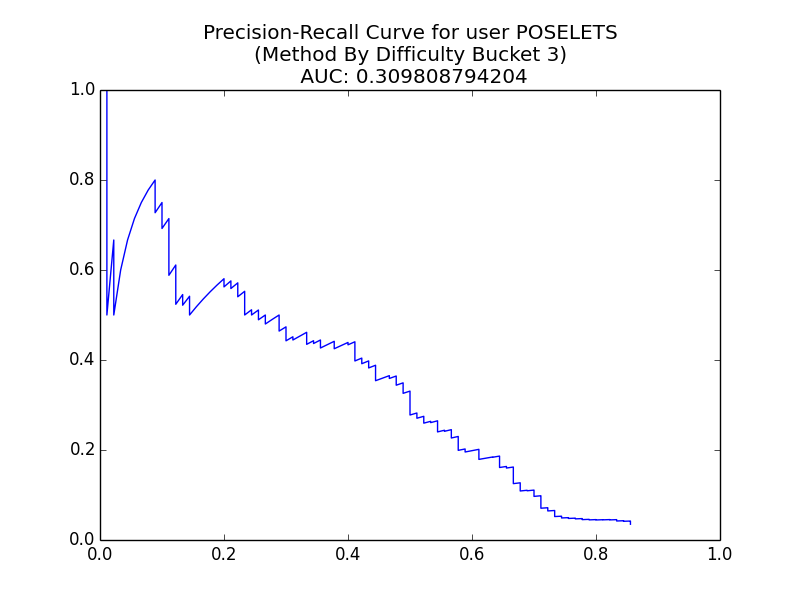 Precision-Recall Curve for user POSELETS
(Method By Difficulty Bucket 3)
AUC: 0.309808794204
1.0
0.8
0.6
0.4
0.2
0.0
0.0 0.2 0.4 0.6 0.8 1.0